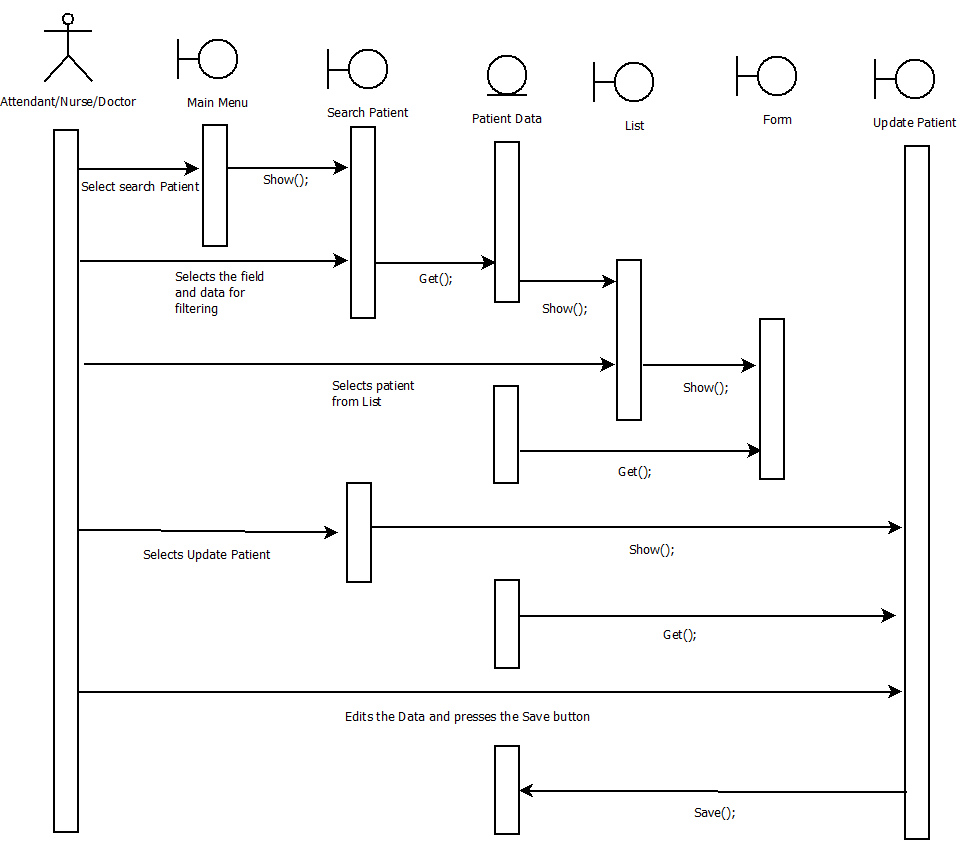 Attendant/Nurse/Doctor
Main Menu
Search Patient
Patient Data
List
Form
Update Patient
Select search Patient
Show();
Selects the field
and data for
filtering
Get();
Show();
Selects patient
from List
Show();
Get();
Selects Update Patient
Show();
Get();
Edits the Data and presses the Save button
Save();